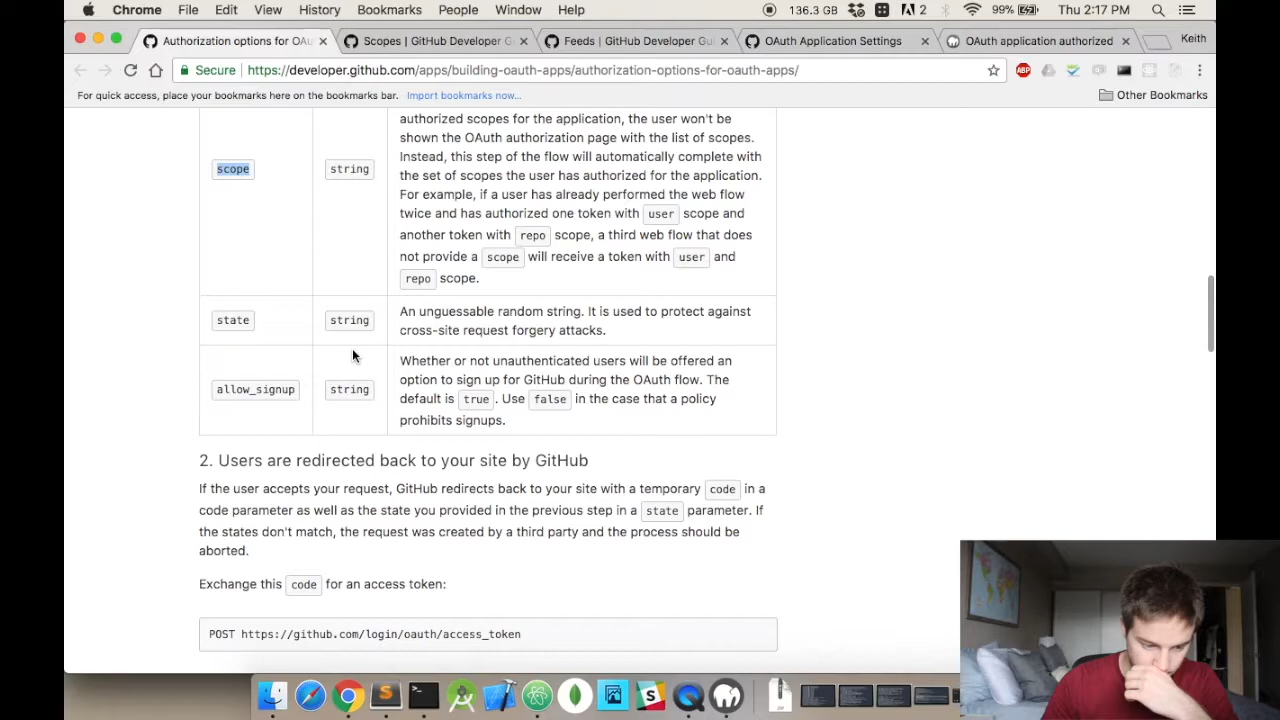 Chrome File Edit View History Bookmarks People Window Help 136.3 GB 2 99% Thu 2:17 PM
Authorization options for OAu Scopes | GitHub Developer G Feeds | GitHub Developer Gui OAuth Application Settings OAuth application authorized Keith
Secure https://developer.github.com/apps/building-oauth-apps/authorization-options-for-oauth-apps/ ABP
For quick access, place your bookmarks here on the bookmarks bar. Import bookmarks now... Other Bookmarks
authorized scopes for the application, the user won't be
shown the OAuth authorization page with the list of scopes.
Instead, this step of the flow will automatically complete with
scope string
the set of scopes the user has authorized for the application.
For example, if a user has already performed the web flow
twice and has authorized one token with user scope and
another token with repo scope, a third web flow that does
not provide a scope will receive a token with user and
repo scope.
state string
An unguessable random string. It is used to protect against
cross-site request forgery attacks.
allow_signup string
Whether or not unauthenticated users will be offered an
option to sign up for GitHub during the OAuth flow. The
default is true. Use false in the case that a policy
prohibits signups.
2. Users are redirected back to your site by GitHub
If the user accepts your request, GitHub redirects back to your site with a temporary code in a
code parameter as well as the state you provided in the previous step in a state parameter. If
the states don't match, the request was created by a third party and the process should be
aborted.
Exchange this code for an access token:
POST https://github.com/login/oauth/access_token